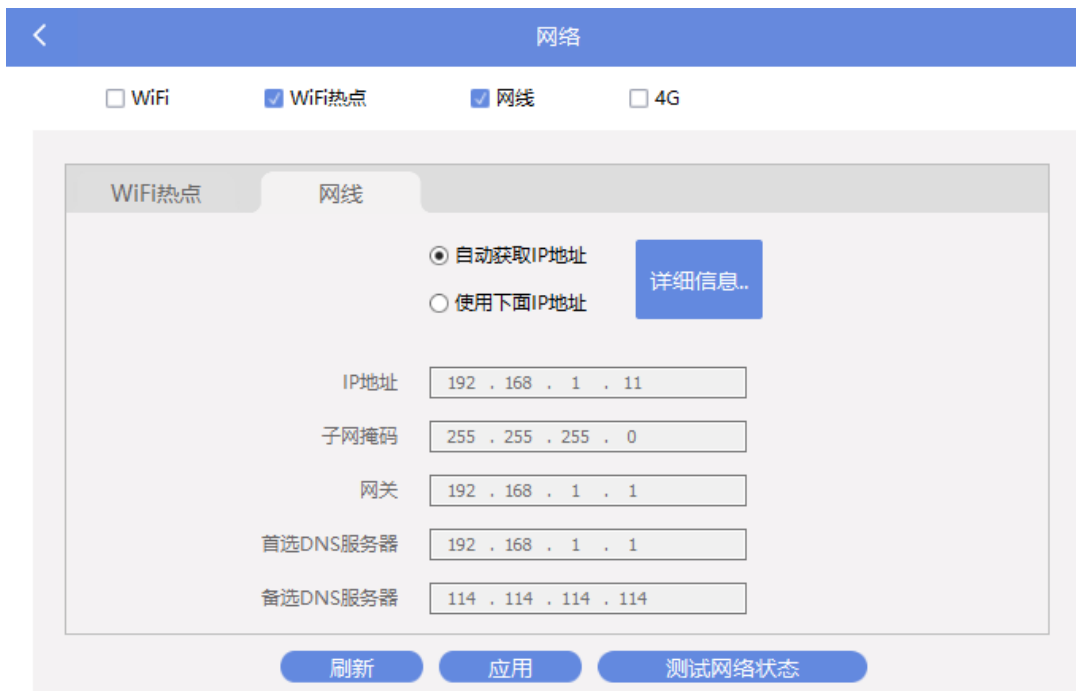 网络
WiFi WiFi热点 网线 4G
WiFi热点 网线
自动获取IP地址
详细信息..
使用下面IP地址
IP地址 192 . 168 . 1 . 11
子网掩码 255 . 255 . 255 . 0
网关 192 . 168 . 1 . 1
首选DNS服务器 192 . 168 . 1 . 1
备选DNS服务器 114 . 114 . 114 . 114
刷新 应用 测试网络状态